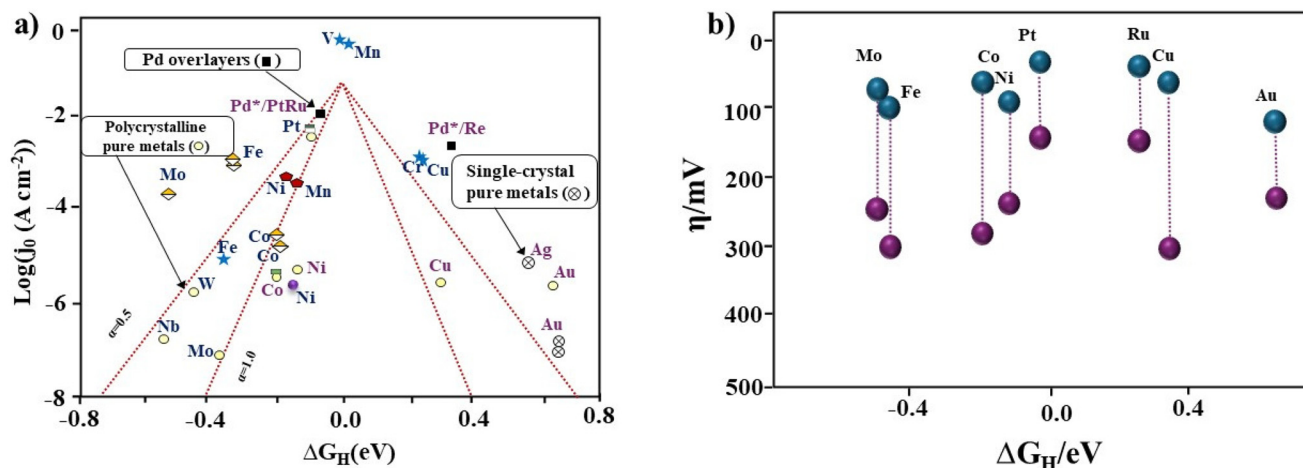 a)
Log(j₀ (A cm⁻²))
0
-2
-4
-6
-8
-0.8
-0.4
0.0
0.4
0.8
ΔG_H(eV)
V
Mn
Pd overlayers (■)
Pd*/PtRu
Pt
Polycrystalline
pure metals (○)
Fe
Mo
Ni
Mn
Pd*/Re
Cr
Cu
Single-crystal
pure metals (⊗)
Co
Fe
Co
Ag
W
Ni
Co
Ni
Cu
Au
Nb
Mo
Au
α=0.5
α=1.0
b)
η/mV
0
100
200
300
400
500
-0.4
0.0
0.4
ΔG_H/eV
Mo
Fe
Co
Ni
Pt
Ru
Cu
Au